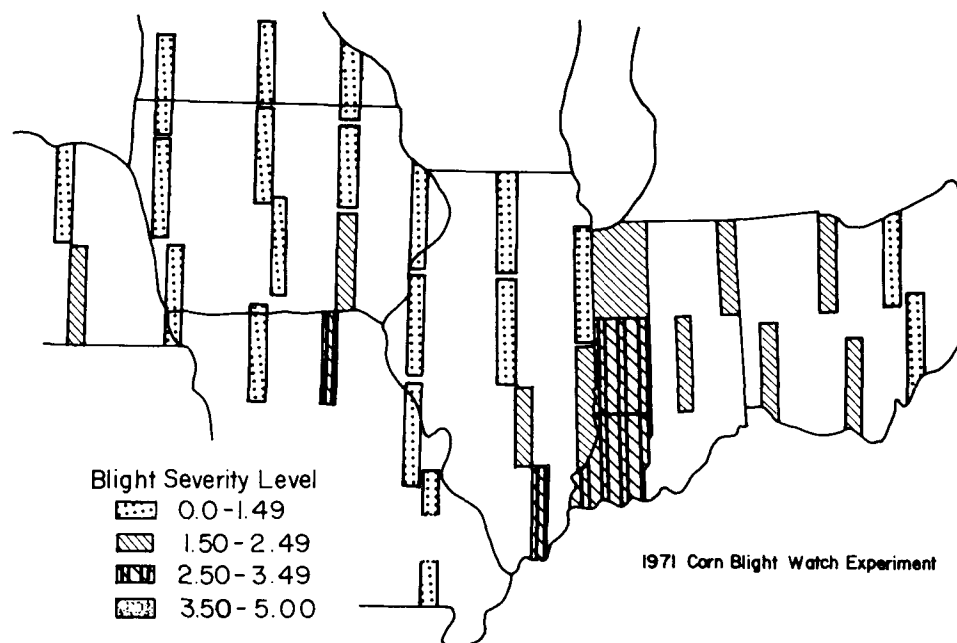 Blight Severity Level
0.0-1.49
1.50-2.49
2.50-3.49
3.50-5.00
1971 Corn Blight Watch Experiment